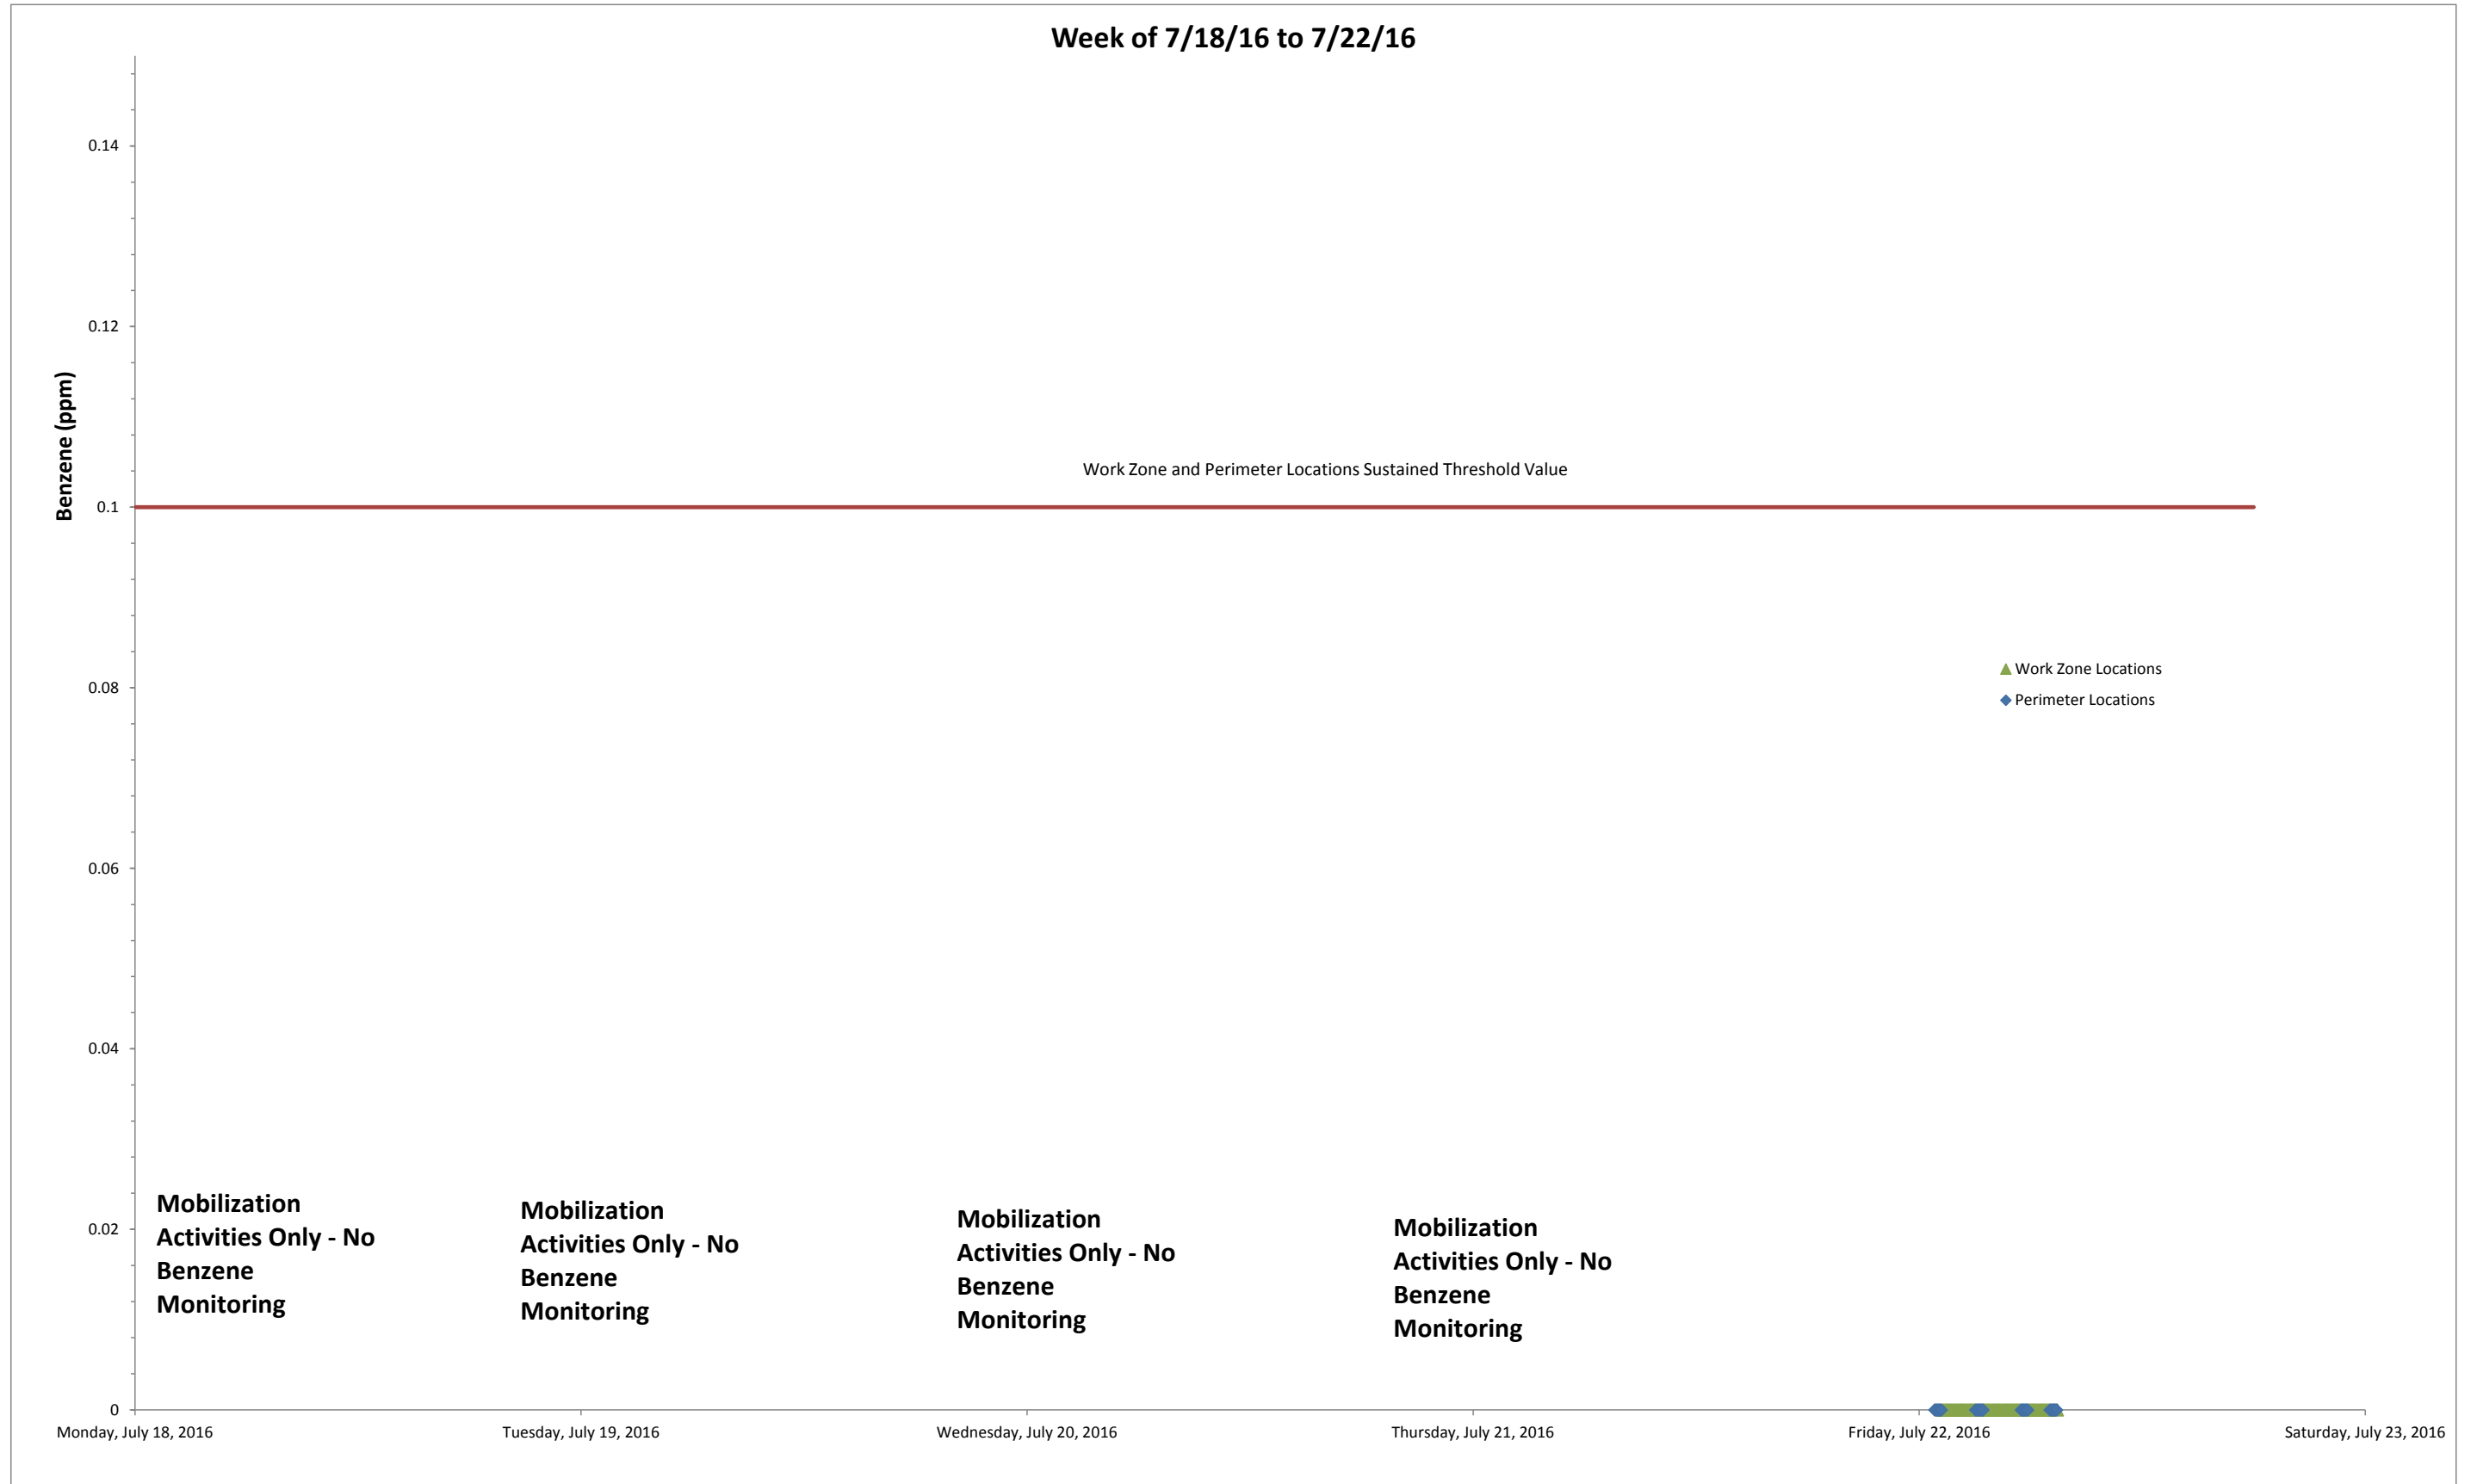 Week of 7/18/16 to 7/22/16
Benzene (ppm)
0.14
0.12
0.1
0.08
0.06
0.04
0.02
0
Work Zone and Perimeter Locations Sustained Threshold Value
Work Zone Locations
Perimeter Locations
Mobilization
Activities Only - No
Benzene
Monitoring
Mobilization
Activities Only - No
Benzene
Monitoring
Mobilization
Activities Only - No
Benzene
Monitoring
Mobilization
Activities Only - No
Benzene
Monitoring
Monday, July 18, 2016
Tuesday, July 19, 2016
Wednesday, July 20, 2016
Thursday, July 21, 2016
Friday, July 22, 2016
Saturday, July 23, 2016